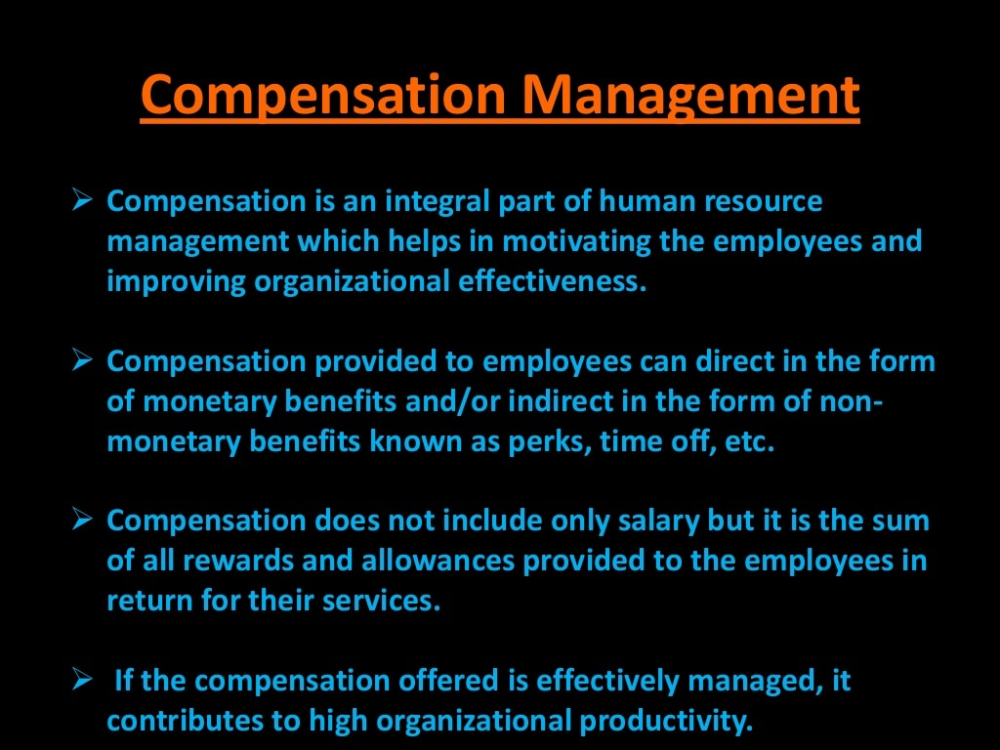 Compensation Management
➢ Compensation is an integral part of human resource
management which helps in motivating the employees and
improving organizational effectiveness.
➢ Compensation provided to employees can direct in the form
of monetary benefits and/or indirect in the form of non-
monetary benefits known as perks, time off, etc.
➢ Compensation does not include only salary but it is the sum
of all rewards and allowances provided to the employees in
return for their services.
➢ If the compensation offered is effectively managed, it
contributes to high organizational productivity.